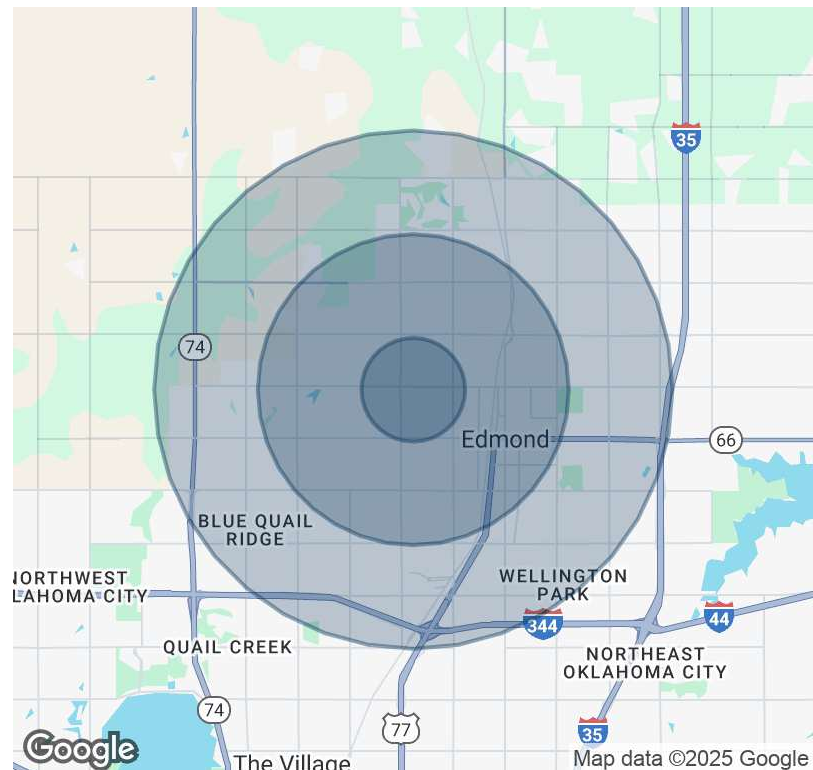 35
74
Edmond
66
BLUE QUAIL
RIDGE
NORTHWEST
LAHOMA CITY
WELLINGTON
PARK
344
44
QUAIL CREEK
NORTHEAST
OKLAHOMA CITY
74
77
35
The Village
Google
Map data ©2025 Google